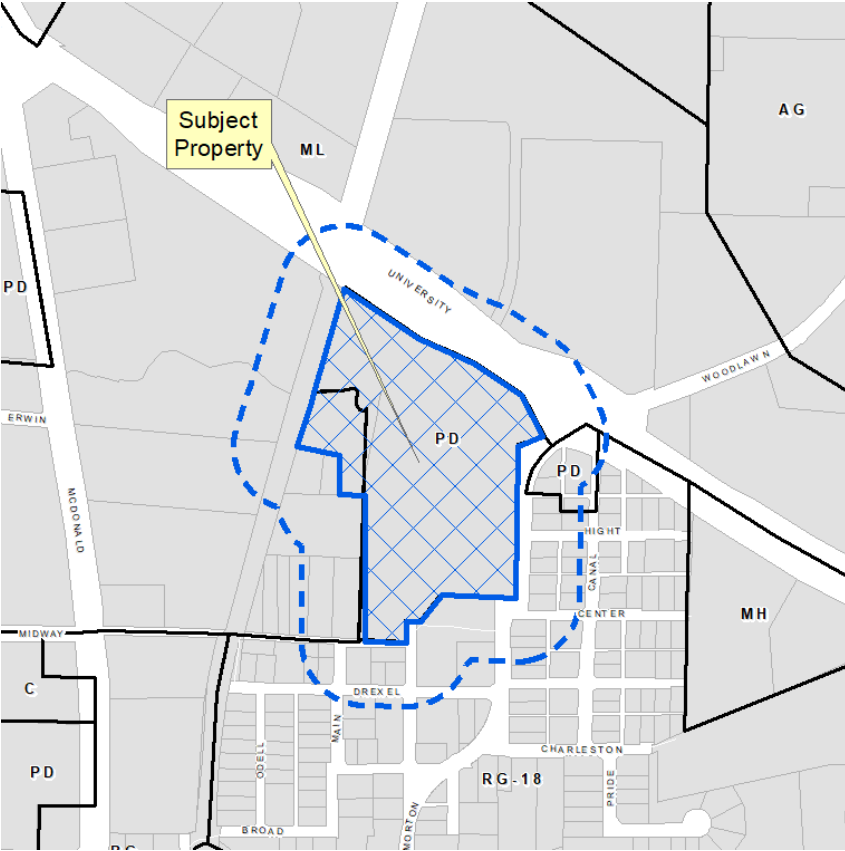 AG
Subject
Property
ML
PD
UNIVERSITY
WOODLAWN
ERWIN
PD
PD
MCDONALD
HIGHT
CANAL
CENTER
MH
MIDWAY
C
DREXEL
MAIN
CHARLESTON
ODELL
PD
RG-18
PRIDE
MORTON
BROAD